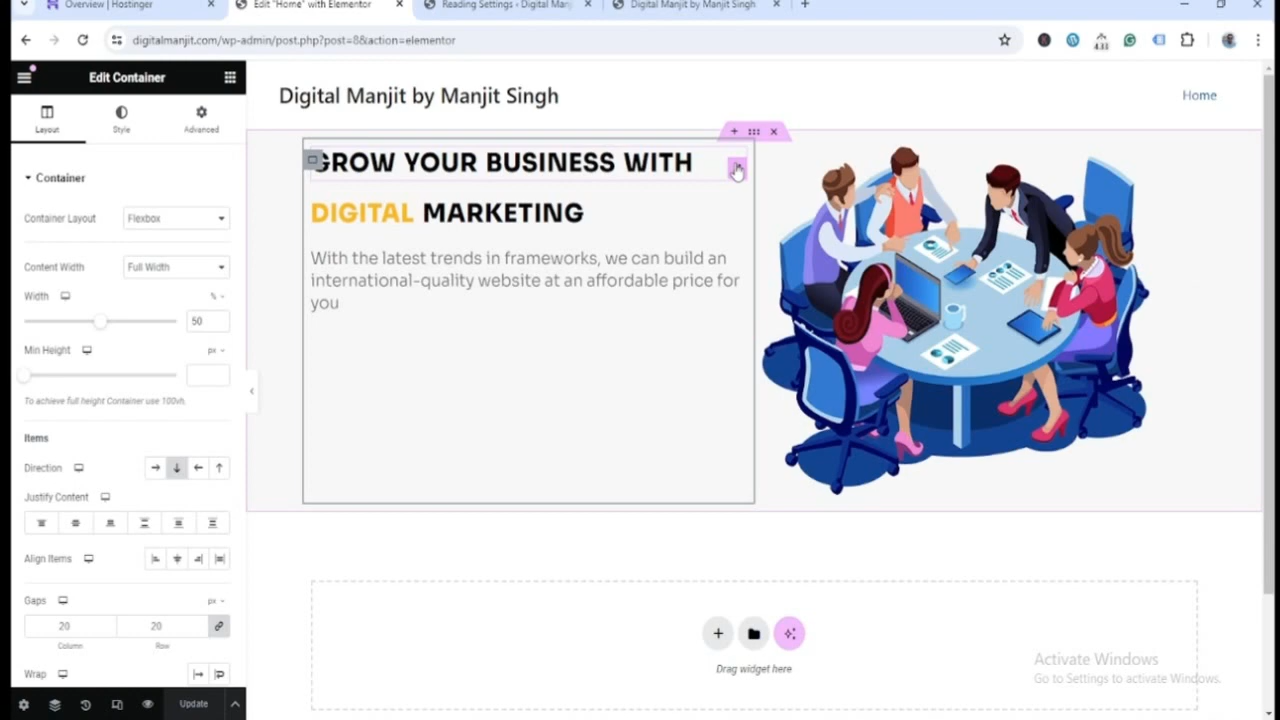 Overview | Hostinger
Edit "Home" with Elementor
Reading Settings - Digital Manj
Digital Manjit by Manjit Singh
digitalmanjit.com/wp-admin/post.php?post=8&action=elementor
4.33
Edit Container
Layout
Style
Advanced
Container
Container Layout
Flexbox
Content Width
Full Width
Width
%
50
Min Height
px
To achieve full height Container use 100vh.
Items
Direction
Justify Content
Align Items
Gaps
px
20
20
Column
Row
Wrap
Update
Digital Manjit by Manjit Singh
Home
GROW YOUR BUSINESS WITH
DIGITAL MARKETING
With the latest trends in frameworks, we can build an
international-quality website at an affordable price for
you
Drag widget here
Activate Windows
Go to Settings to activate Windows.